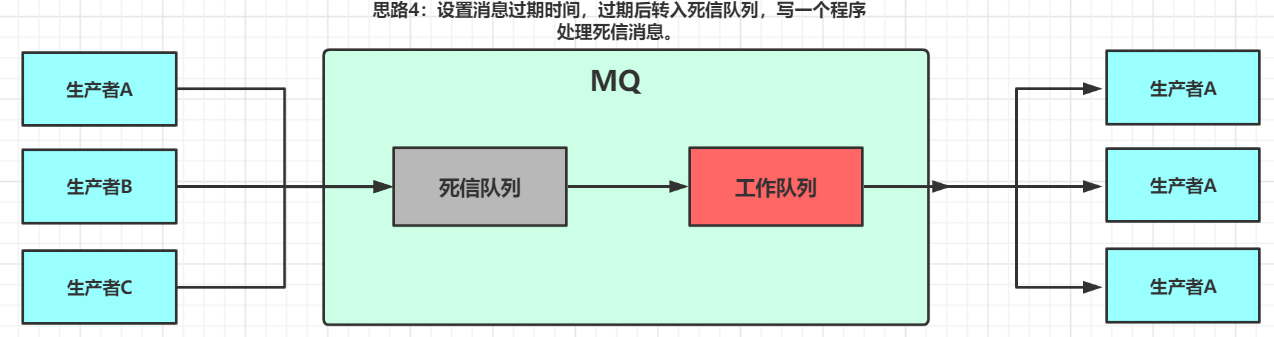 思路4：设置消息过期时间，过期后转入死信队列，写一个程序
处理死信消息。
MQ
生产者A
生产者B
生产者C
死信队列
工作队列
生产者A
生产者A
生产者A